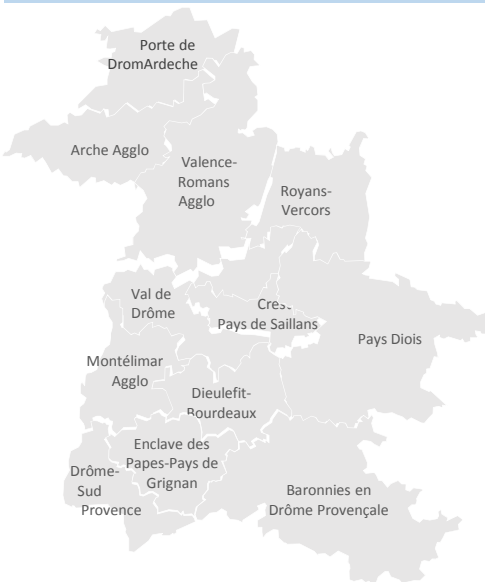 Porte de
DromArdeche
Arche Agglo
Valence-
Romans
Agglo
Royans-
Vercors
Val de
Drôme
Pays de Saillans
Pays Diois
Montélimar
Agglo
Dieulefit-
Bourdeaux
Enclave des
Papes-Pays de
Grignan
Drôme-
Sud
Provence
Baronnies en
Drôme Provençale